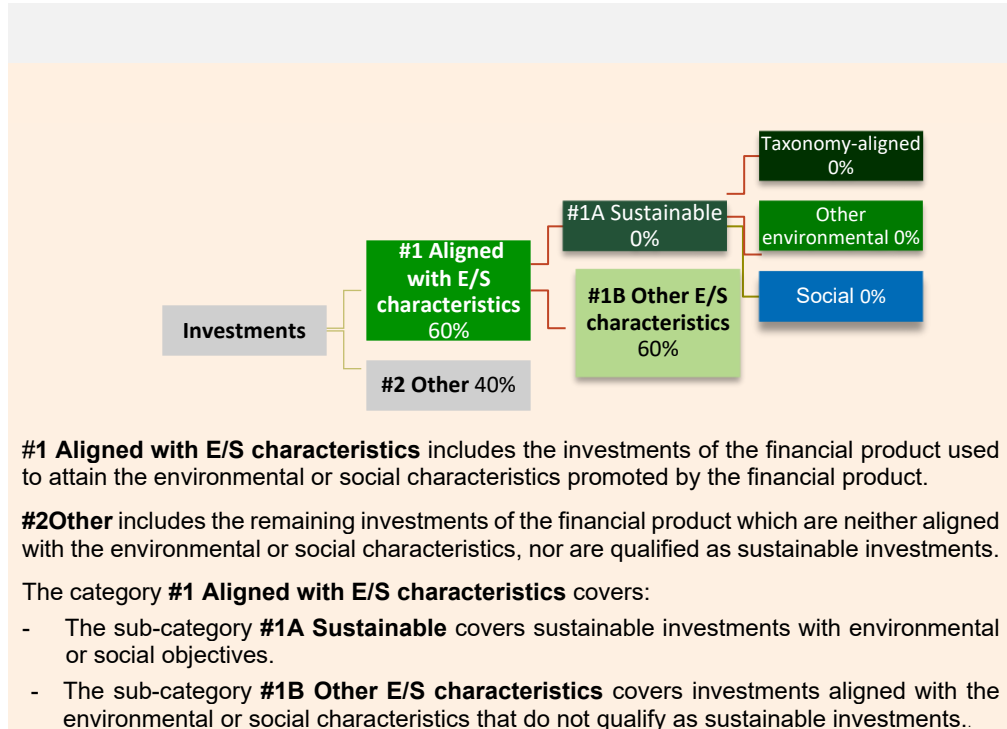 Taxonomy-aligned
0%
#1A Sustainable
0%
Other
environmental 0%
#1 Aligned
with E/S
characteristics
60%
#1B Other E/S
characteristics
60%
Social 0%
Investments
#2 Other 40%
#1 Aligned with E/S characteristics includes the investments of the financial product used
to attain the environmental or social characteristics promoted by the financial product.
#2Other includes the remaining investments of the financial product which are neither aligned
with the environmental or social characteristics, nor are qualified as sustainable investments.
The category #1 Aligned with E/S characteristics covers:
- The sub-category #1A Sustainable covers sustainable investments with environmental
or social objectives.
- The sub-category #1B Other E/S characteristics covers investments aligned with the
environmental or social characteristics that do not qualify as sustainable investments..